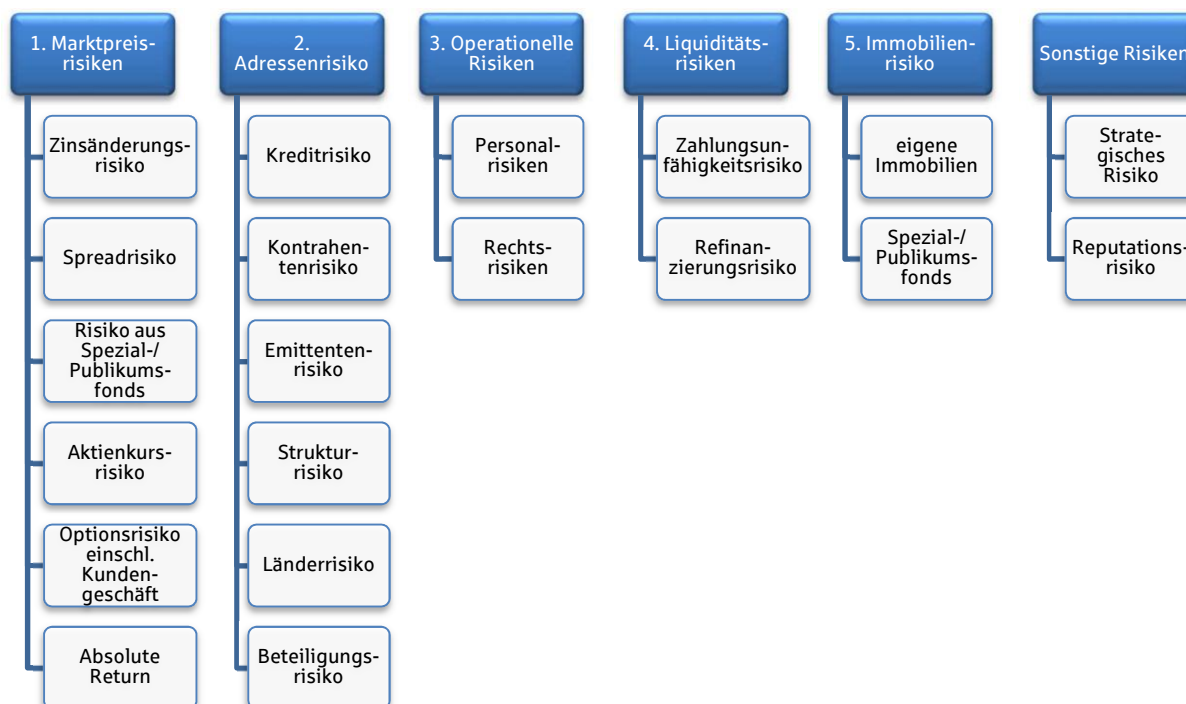 1. Marktpreis-
risiken
Zinsänderungs-
risiko
Spreadrisiko
Risiko aus
Spezial-/
Publikums-
fonds
Aktienkurs-
risiko
Optionsrisiko
einschl.
Kunden-
geschäft
Absolute
Return
2.
Adressenrisiko
Kreditrisiko
Kontrahen-
tenrisiko
Emittenten-
risiko
Struktur-
risiko
Länderrisiko
Beteiligungs-
risiko
3. Operationelle
Risiken
Personal-
risiken
Rechts-
risiken
4. Liquiditäts-
risiken
Zahlungsun-
fähigkeitsrisiko
Refinan-
zierungsrisiko
5. Immobilien-
risiko
eigene
Immobilien
Spezial-/
Publikums-
fonds
Sonstige Risiken
Strate-
gisches
Risiko
Reputations-
risiko